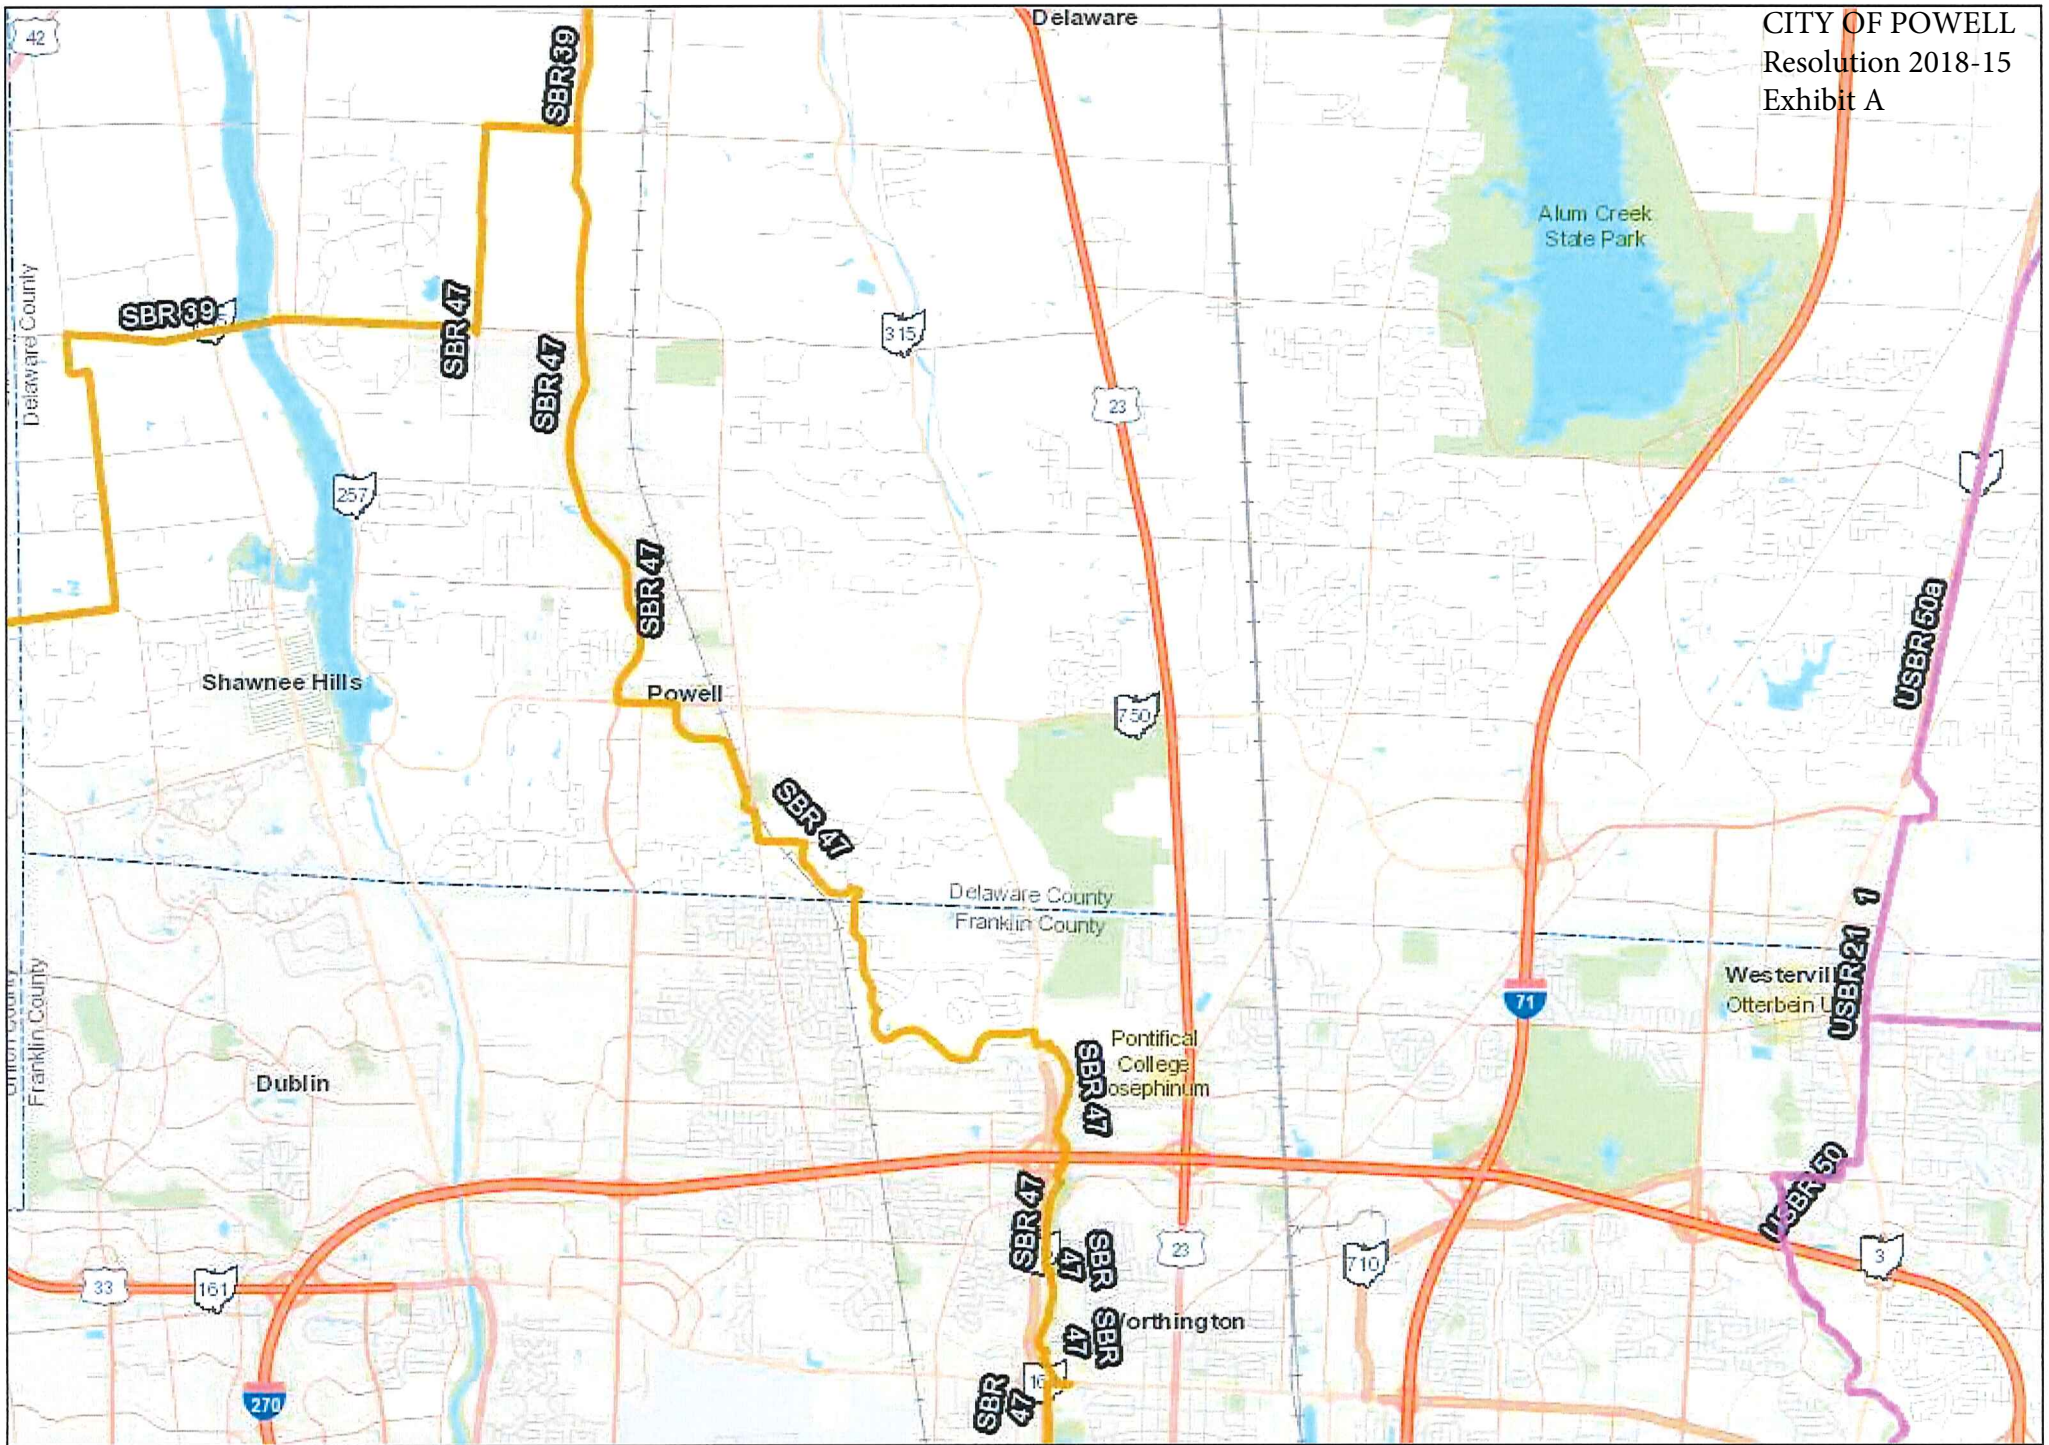 Delaware
CITY OF POWELL
Resolution 2018-15
Exhibit A
42
SBR 39
Alum Creek
State Park
Delaware County
SBR 39
SBR 47
315
SBR 47
23
257
SBR 47
USBR 50a
Shawnee Hills
Powell
750
SBR 47
Delaware County
Franklin County
1
USBR 21
Westervil
Otterbein U
71
Franklin County
Pontifical
College
Josephinum
SBR 47
Dublin
USBR 50
SBR 47
SBR
47
23
710
3
33
161
Worthington
SBR
47
SBR
47
270